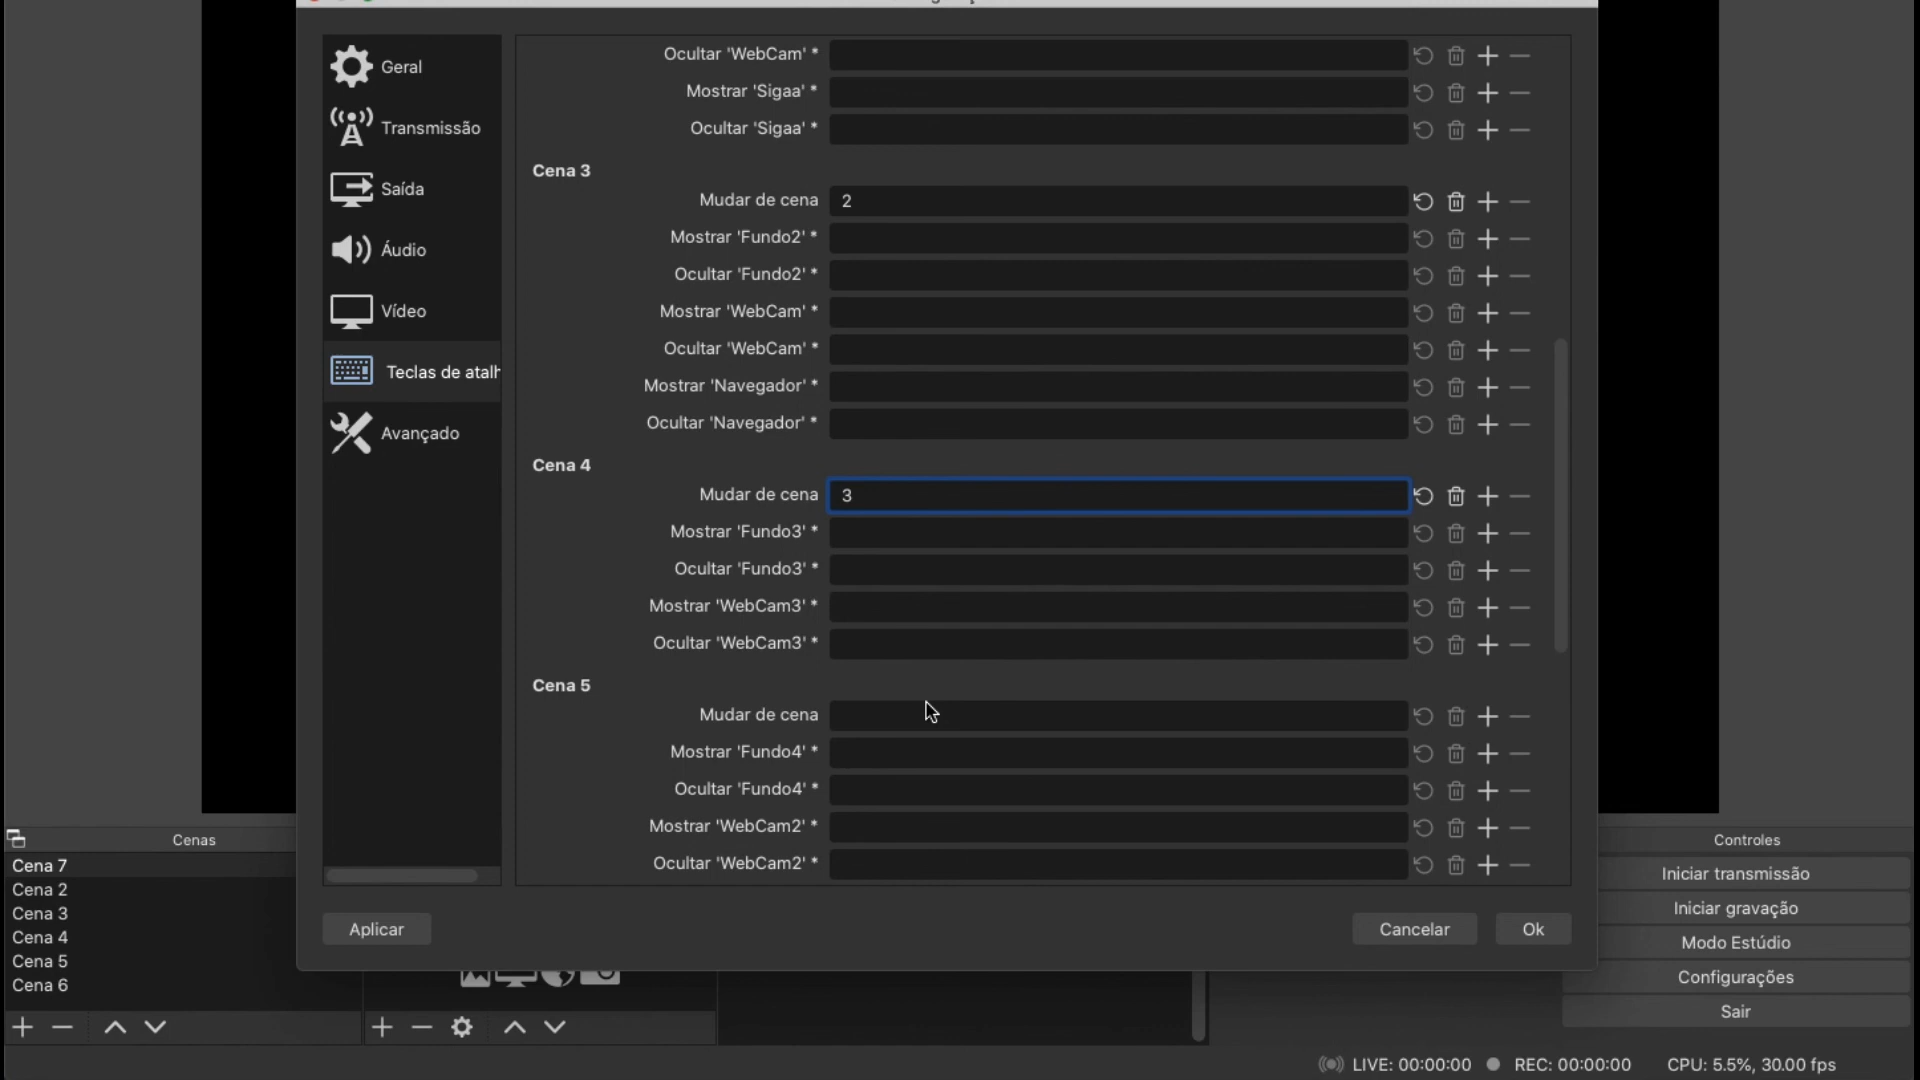 Geral
Transmissão
Saída
Áudio
Vídeo
Teclas de atalh
Avançado
Ocultar 'WebCam' *
Mostrar 'Sigaa' *
Ocultar 'Sigaa' *
Cena 3
Mudar de cena 2
Mostrar 'Fundo2' *
Ocultar 'Fundo2' *
Mostrar 'WebCam' *
Ocultar 'WebCam' *
Mostrar 'Navegador' *
Ocultar 'Navegador' *
Cena 4
Mudar de cena 3
Mostrar 'Fundo3' *
Ocultar 'Fundo3' *
Mostrar 'WebCam3' *
Ocultar 'WebCam3' *
Cena 5
Mudar de cena
Mostrar 'Fundo4' *
Ocultar 'Fundo4' *
Mostrar 'WebCam2' *
Ocultar 'WebCam2' *
Aplicar
Cancelar
Ok
Cenas
Cena 7
Cena 2
Cena 3
Cena 4
Cena 5
Cena 6
Controles
Iniciar transmissão
Iniciar gravação
Modo Estúdio
Configurações
Sair
LIVE: 00:00:00 REC: 00:00:00 CPU: 5.5%, 30.00 fps